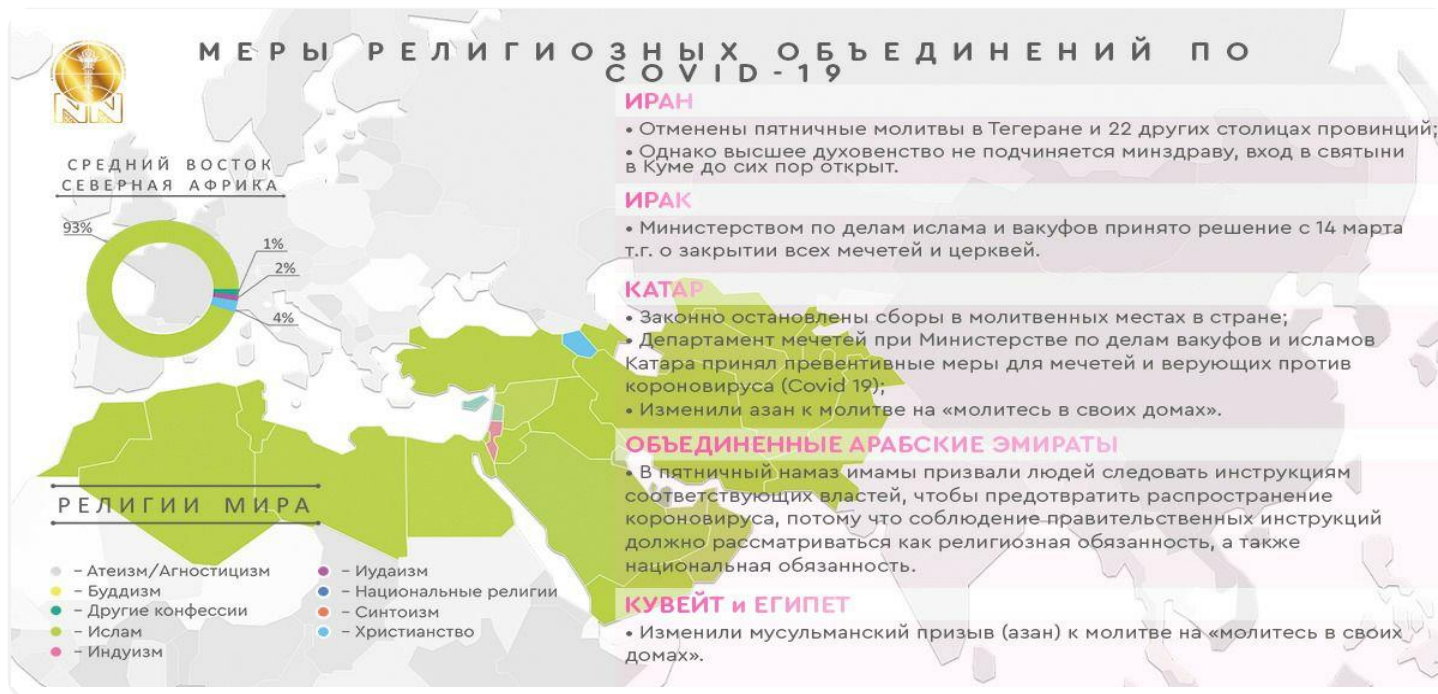 МЕРЫ РЕЛИГИОЗНЫХ ОБЪЕДИНЕНИЙ ПО
COVID-19
NN
СРЕДНИЙ ВОСТОК
СЕВЕРНАЯ АФРИКА
93%
1%
2%
4%
РЕЛИГИИ МИРА
– Атеизм/Агностицизм
– Буддизм
– Другие конфессии
– Ислам
– Индуизм
– Иудаизм
– Национальные религии
– Синтоизм
– Христианство
ИРАН
• Отменены пятничные молитвы в Тегеране и 22 других столицах провинций;
• Однако высшее духовенство не подчиняется минздраву, вход в святыни
в Куме до сих пор открыт.
ИРАК
• Министерством по делам ислама и вакуфов принято решение с 14 марта
т.г. о закрытии всех мечетей и церквей.
КАТАР
• Законно остановлены сборы в молитвенных местах в стране;
• Департамент мечетей при Министерстве по делам вакуфов и исламов
Катара принял превентивные меры для мечетей и верующих против
короновируса (Covid 19);
• Изменили азан к молитве на «молитесь в своих домах».
ОБЪЕДИНЕННЫЕ АРАБСКИЕ ЭМИРАТЫ
• В пятничный намаз имамы призвали людей следовать инструкциям
соответствующих властей, чтобы предотвратить распространение
короновируса, потому что соблюдение правительственных инструкций
должно рассматриваться как религиозная обязанность, а также
национальная обязанность.
КУВЕЙТ и ЕГИПЕТ
• Изменили мусульманский призыв (азан) к молитве на «молитесь в своих
домах».